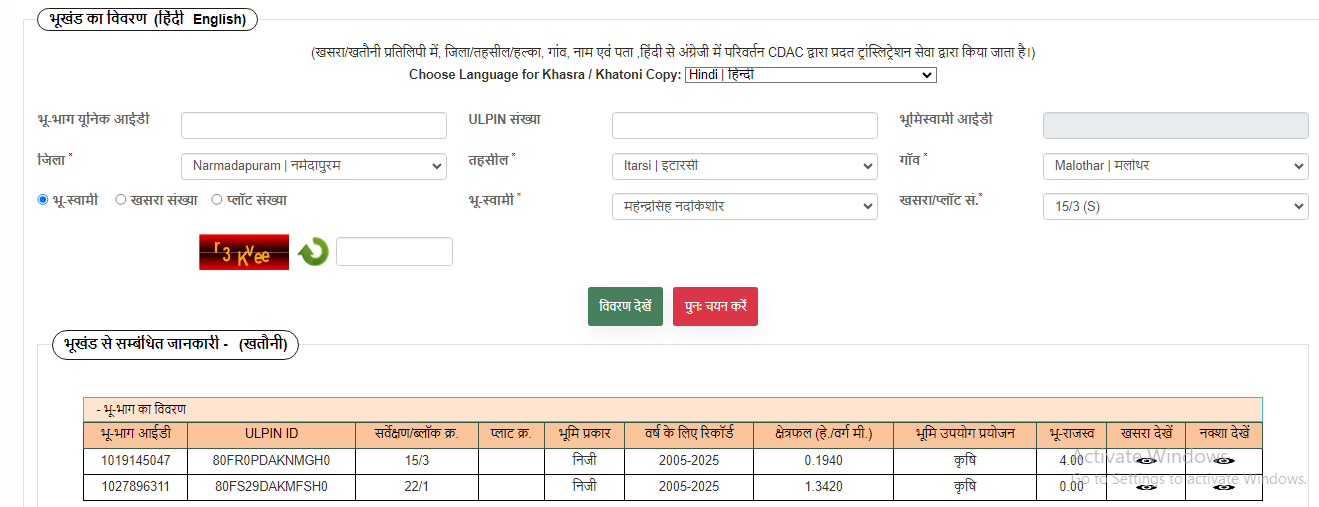 भूखंड का विवरण (हिंदी English)
(खसरा/खतौनी प्रतिलिपी में, जिला/तहसील/हल्का, गांव, नाम एवं पता ,हिंदी से अंग्रेजी में परिवर्तन CDAC द्वारा प्रदत ट्रांस्लिट्रेशन सेवा द्वारा किया जाता है।)
Choose Language for Khasra / Khatoni Copy: Hindi | हिन्दी
भू-भाग यूनिक आईडी ULPIN संख्या भूमिस्वामी आईडी
जिला * Narmadapuram | नर्मदापुरम तहसील * Itarsi | इटारसी गाँव * Malothar | मलोथर
भू-स्वामी खसरा संख्या प्लॉट संख्या भू-स्वामी * महेन्द्रसिंह नंदकिशोर खसरा/प्लॉट सं.* 15/3 (S)
r3Kvee
विवरण देखें पुनः चयन करें
भूखंड से सम्बंधित जानकारी - (खतौनी)
- भू-भाग का विवरण
भू-भाग आईडी ULPIN ID सर्वेक्षण/ब्लॉक क्र. प्लाट क्र. भूमि प्रकार वर्ष के लिए रिकॉर्ड क्षेत्रफल (हे./वर्ग मी.) भूमि उपयोग प्रयोजन भू-राजस्व खसरा देखें नक्शा देखें
1019145047 80FR0PDAKNMGH0 15/3 निजी 2005-2025 0.1940 कृषि 4.00
Activate Windows
1027896311 80FS29DAKMFSH0 22/1 निजी 2005-2025 1.3420 कृषि 0.00
Go to Settings to activate Windows.